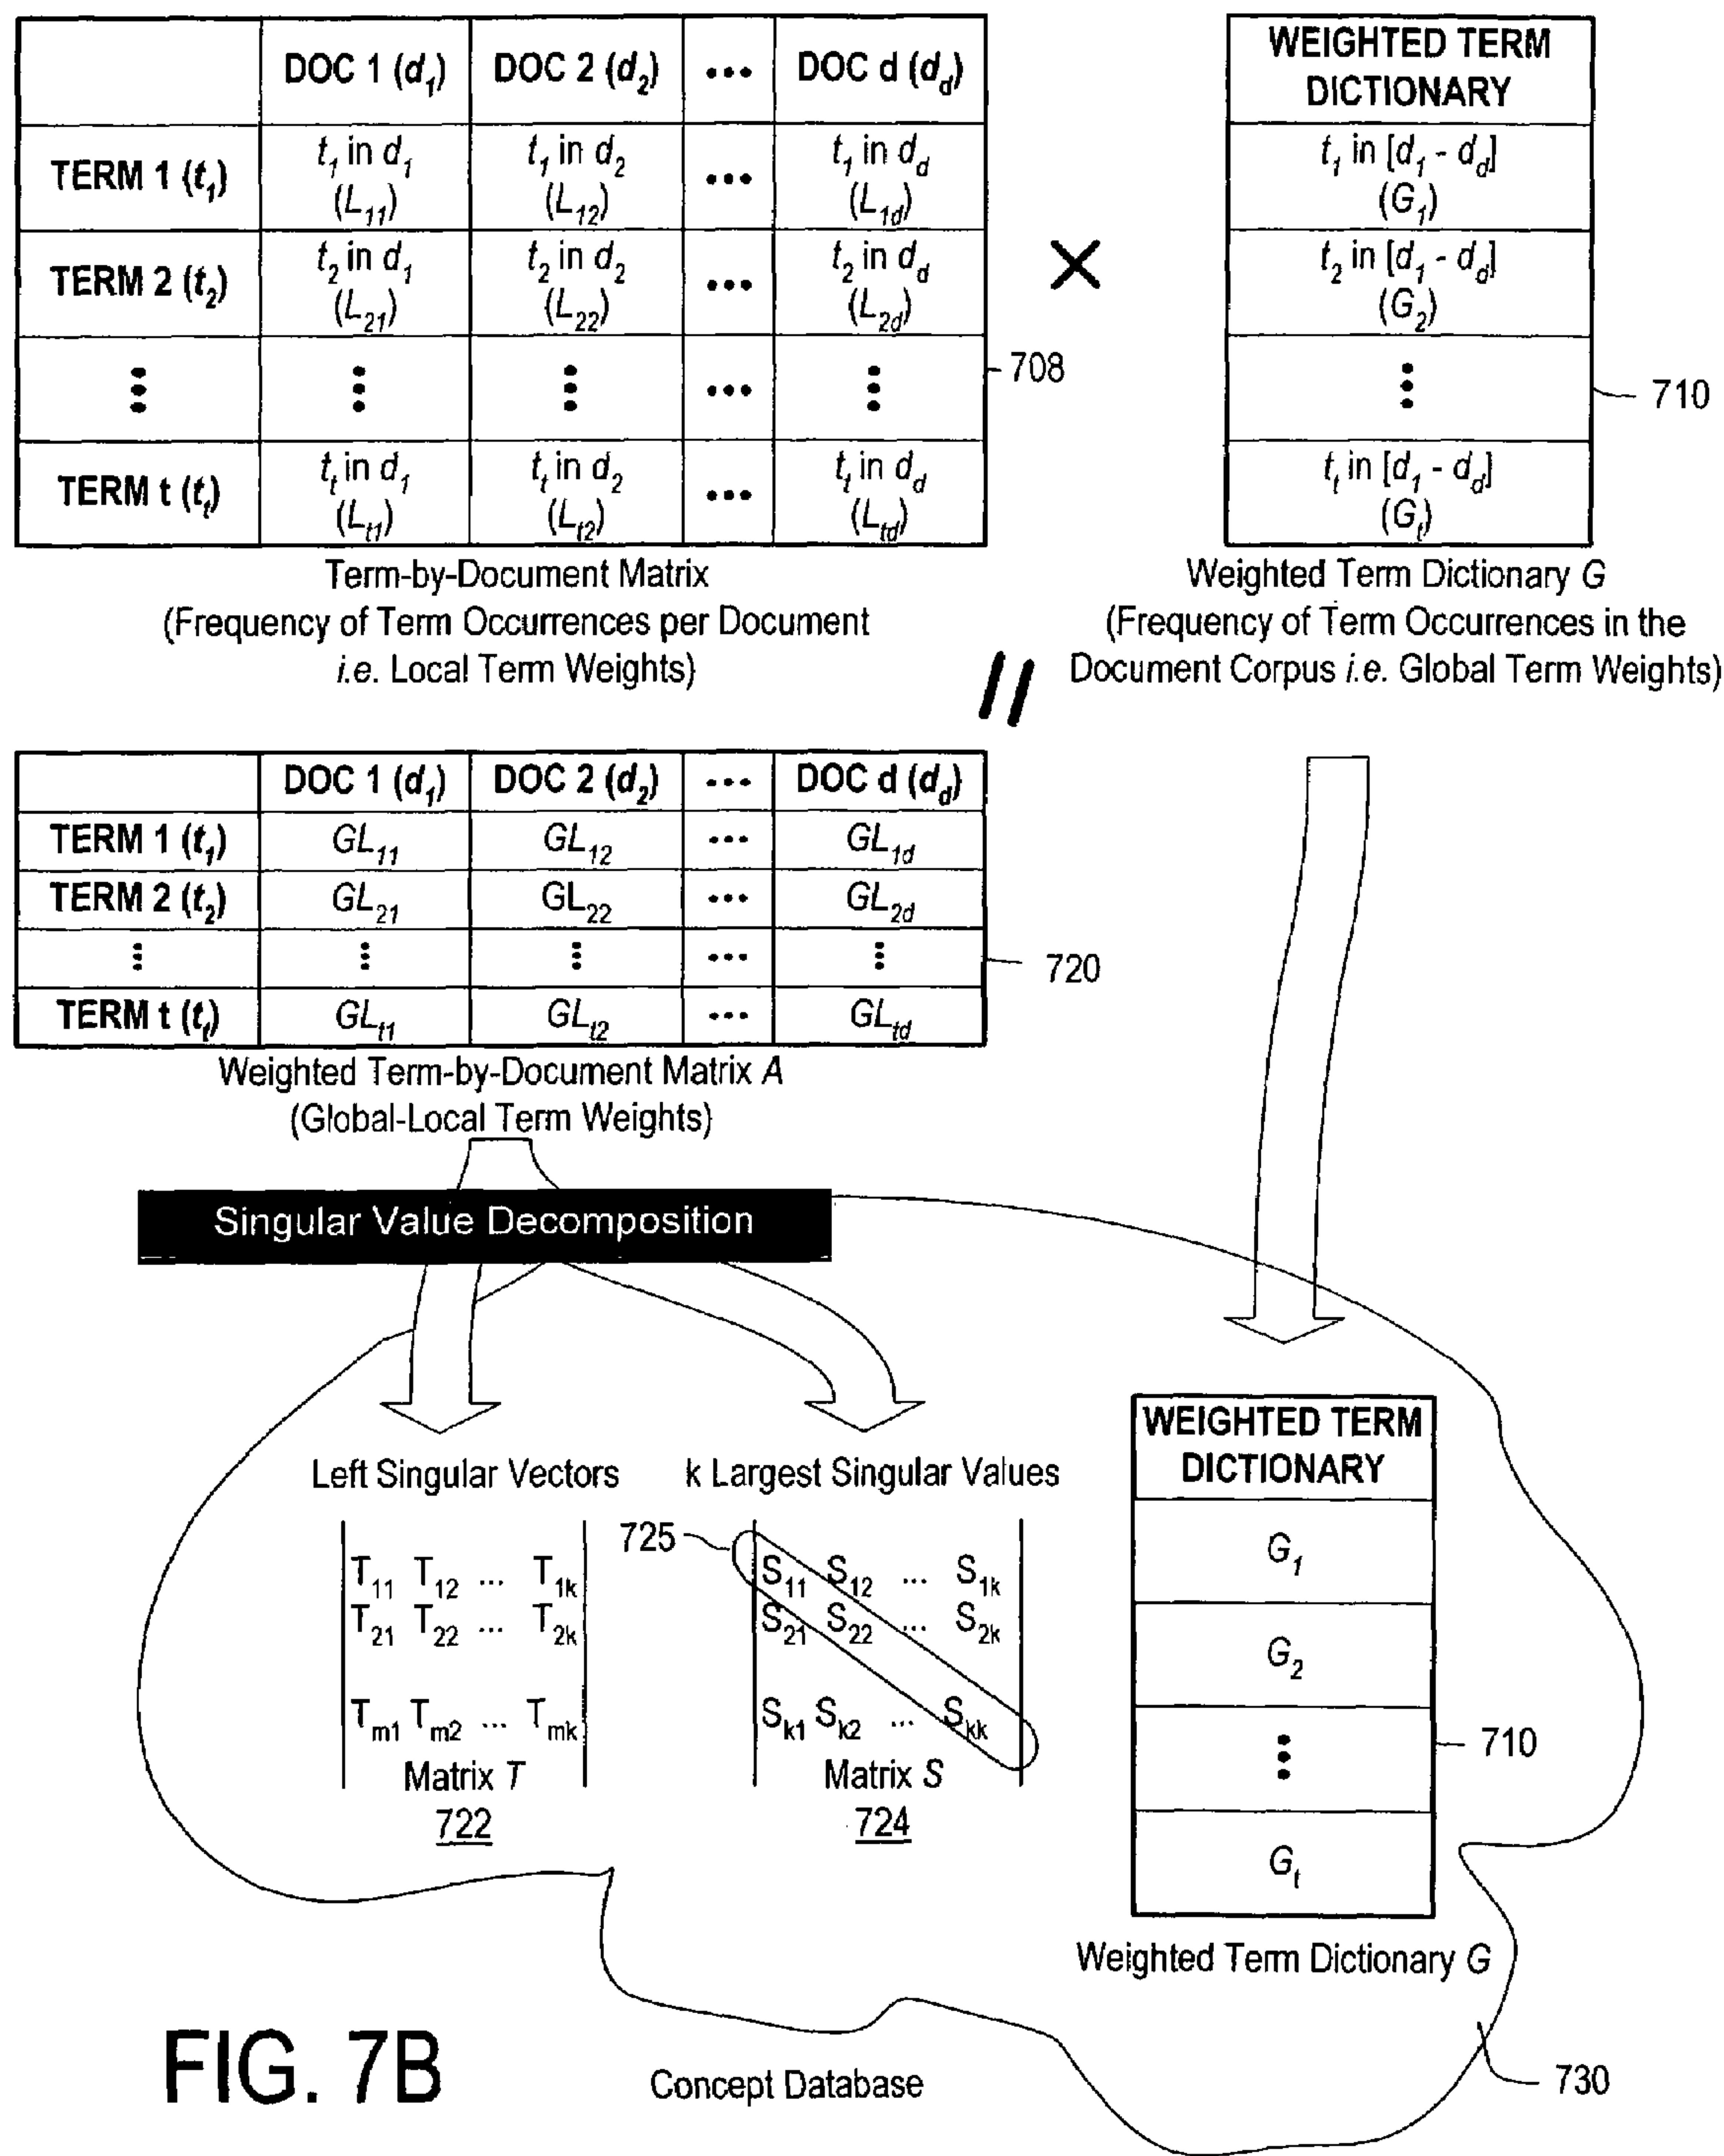 DOC 1 (d1) DOC 2 (d2) ••• DOC d (dd)
TERM 1 (t1) t1 in d1 (L11) t1 in d2 (L12) ••• t1 in dd (L1d)
TERM 2 (t2) t2 in d1 (L21) t2 in d2 (L22) ••• t2 in dd (L2d)
708
TERM t (tt) tt in d1 (Lt1) tt in d2 (Lt2) ••• tt in dd (Ltd)
Term-by-Document Matrix
(Frequency of Term Occurrences per Document
i.e. Local Term Weights)
×
WEIGHTED TERM
DICTIONARY
t1 in [d1 - dd]
(G1)
t2 in [d1 - dd]
(G2)
710
tt in [d1 - dd]
(Gt)
Weighted Term Dictionary G
(Frequency of Term Occurrences in the
Document Corpus i.e. Global Term Weights)
DOC 1 (d1) DOC 2 (d2) ••• DOC d (dd)
TERM 1 (t1) GL11 GL12 ••• GL1d
TERM 2 (t2) GL21 GL22 ••• GL2d
720
TERM t (tt) GLt1 GLt2 ••• GLtd
Weighted Term-by-Document Matrix A
(Global-Local Term Weights)
Singular Value Decomposition
Left Singular Vectors
T11 T12 ... T1k
T21 T22 ... T2k
Tm1 Tm2 ... Tmk
Matrix T
722
k Largest Singular Values
725
S11 S12 ... S1k
S21 S22 ... S2k
Sk1 Sk2 ... Skk
Matrix S
724
WEIGHTED TERM
DICTIONARY
G1
G2
710
Gt
Weighted Term Dictionary G
FIG. 7B
Concept Database
730